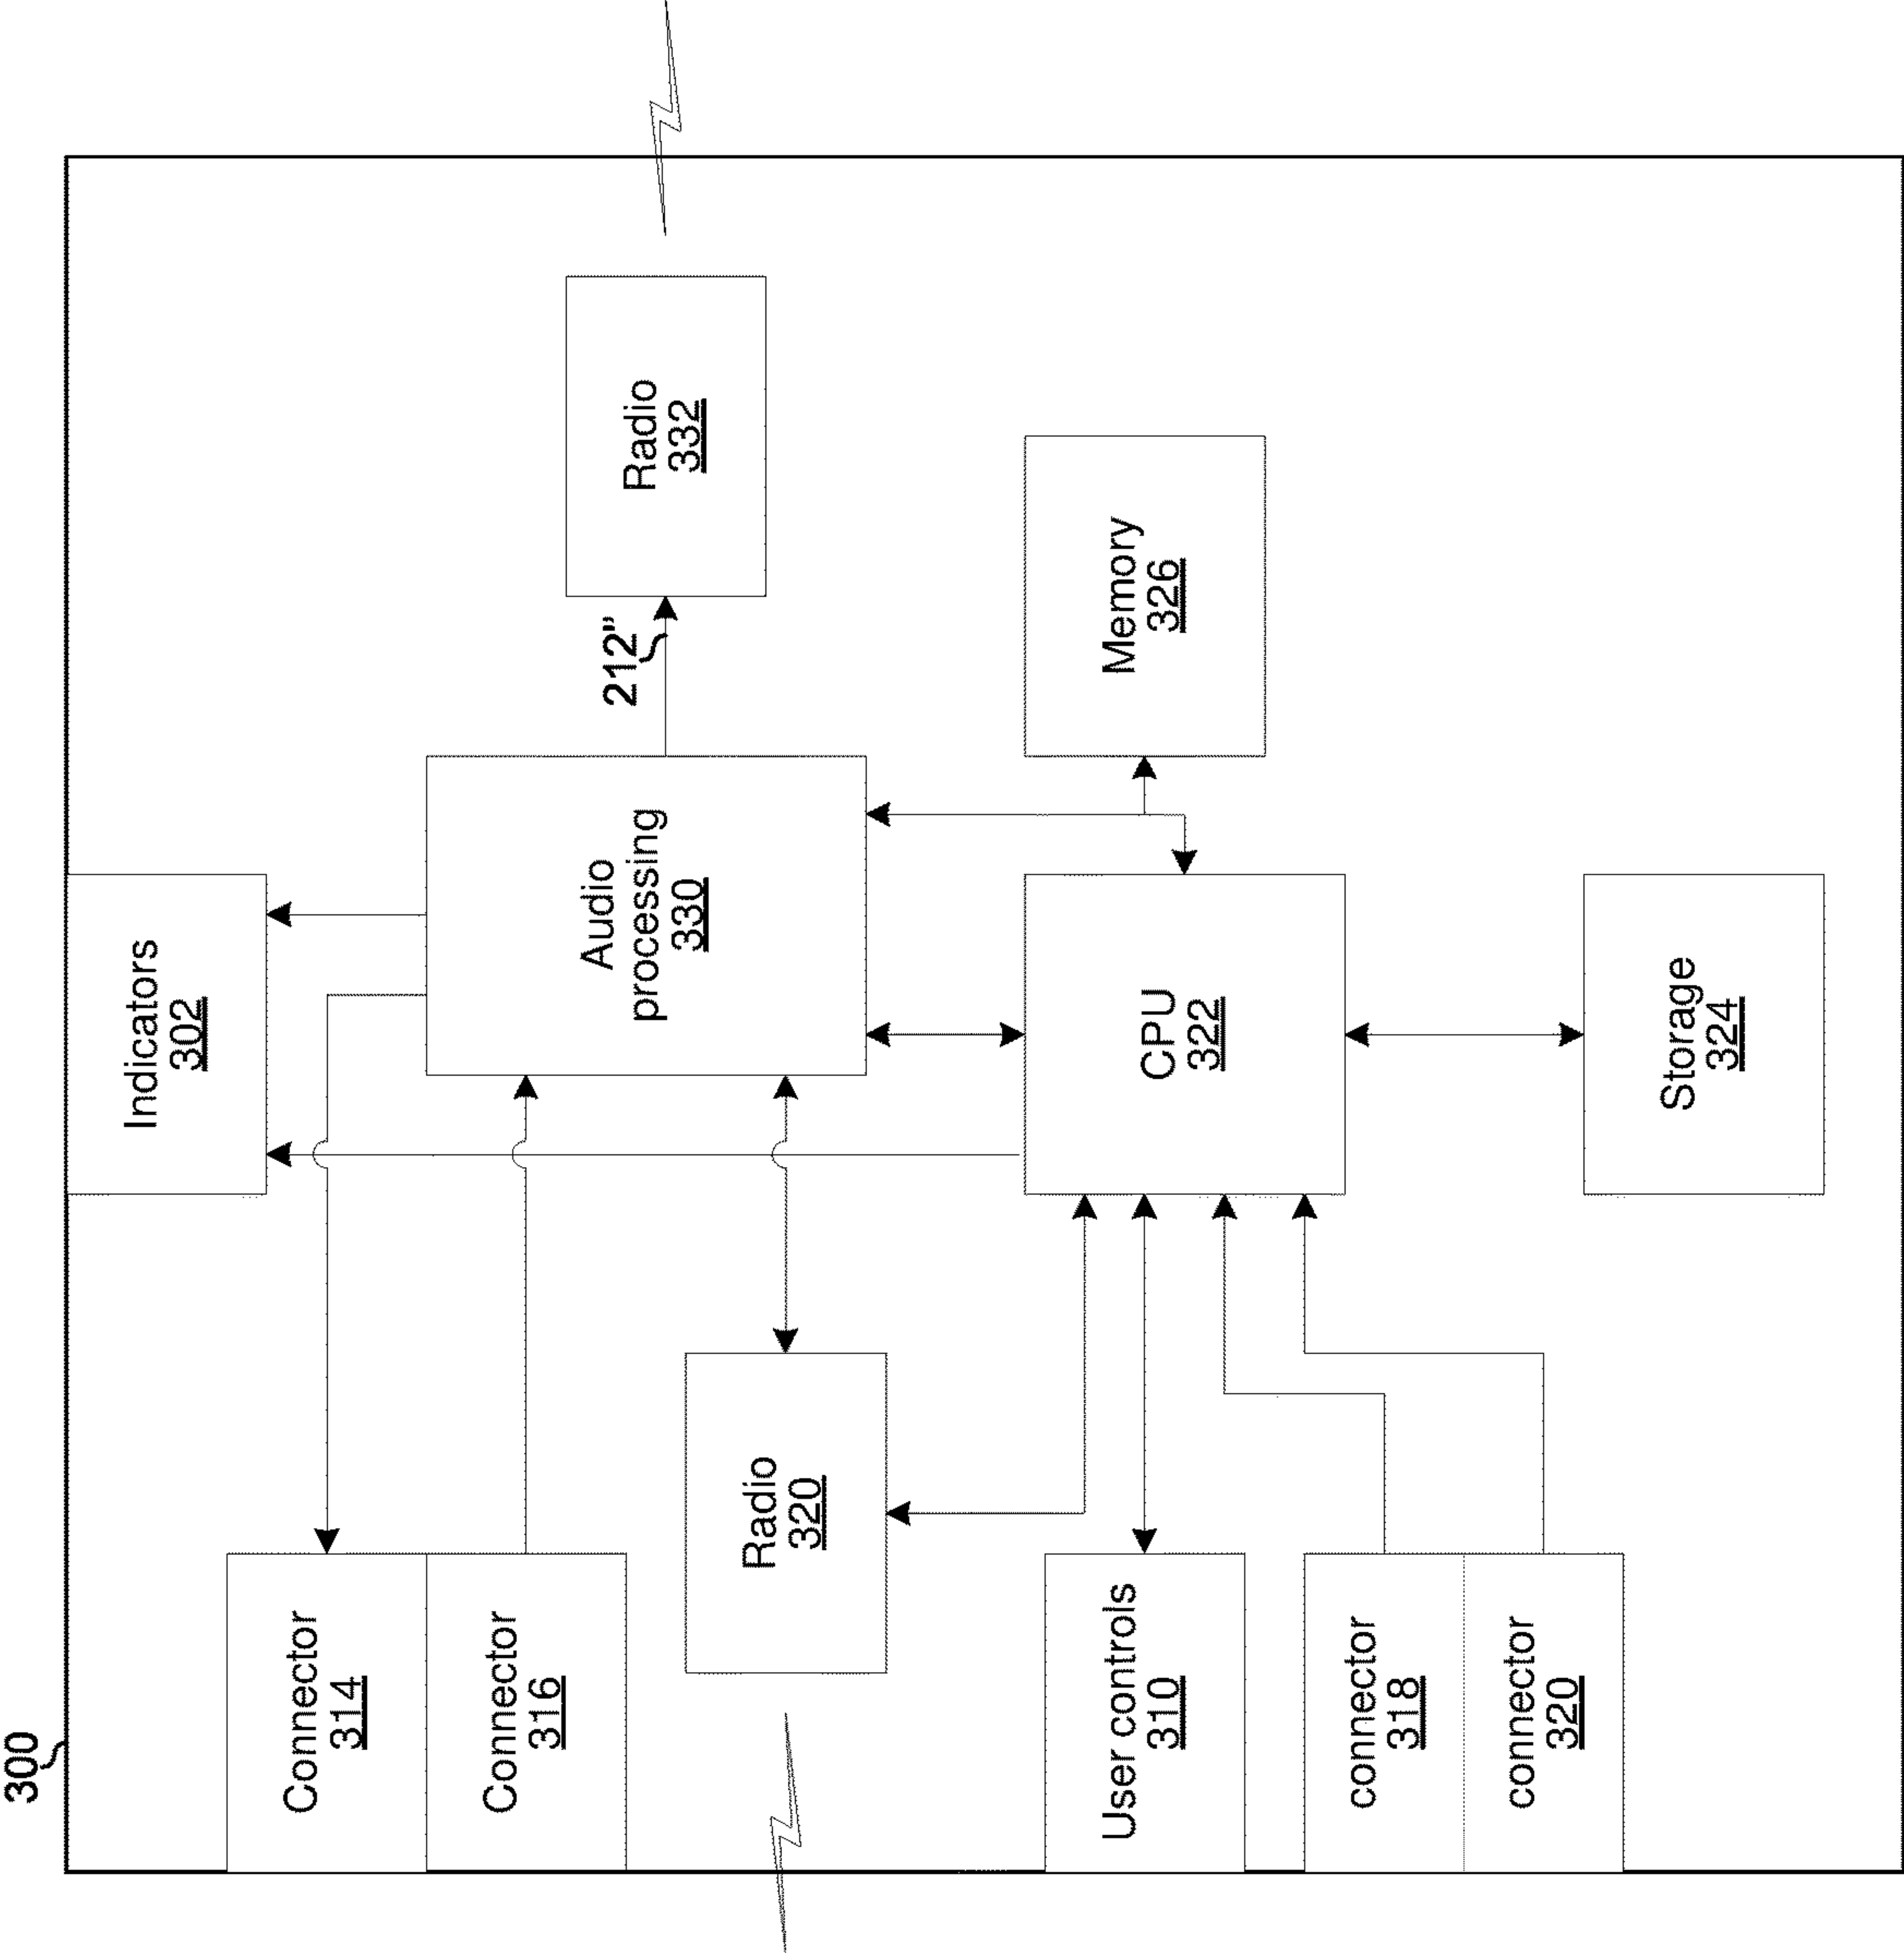 300
Indicators
302
Connector
314
Connector
316
Audio
processing
330
212"
Radio
332
Radio
320
User controls
310
CPU
322
Memory
326
connector
318
connector
320
Storage
324